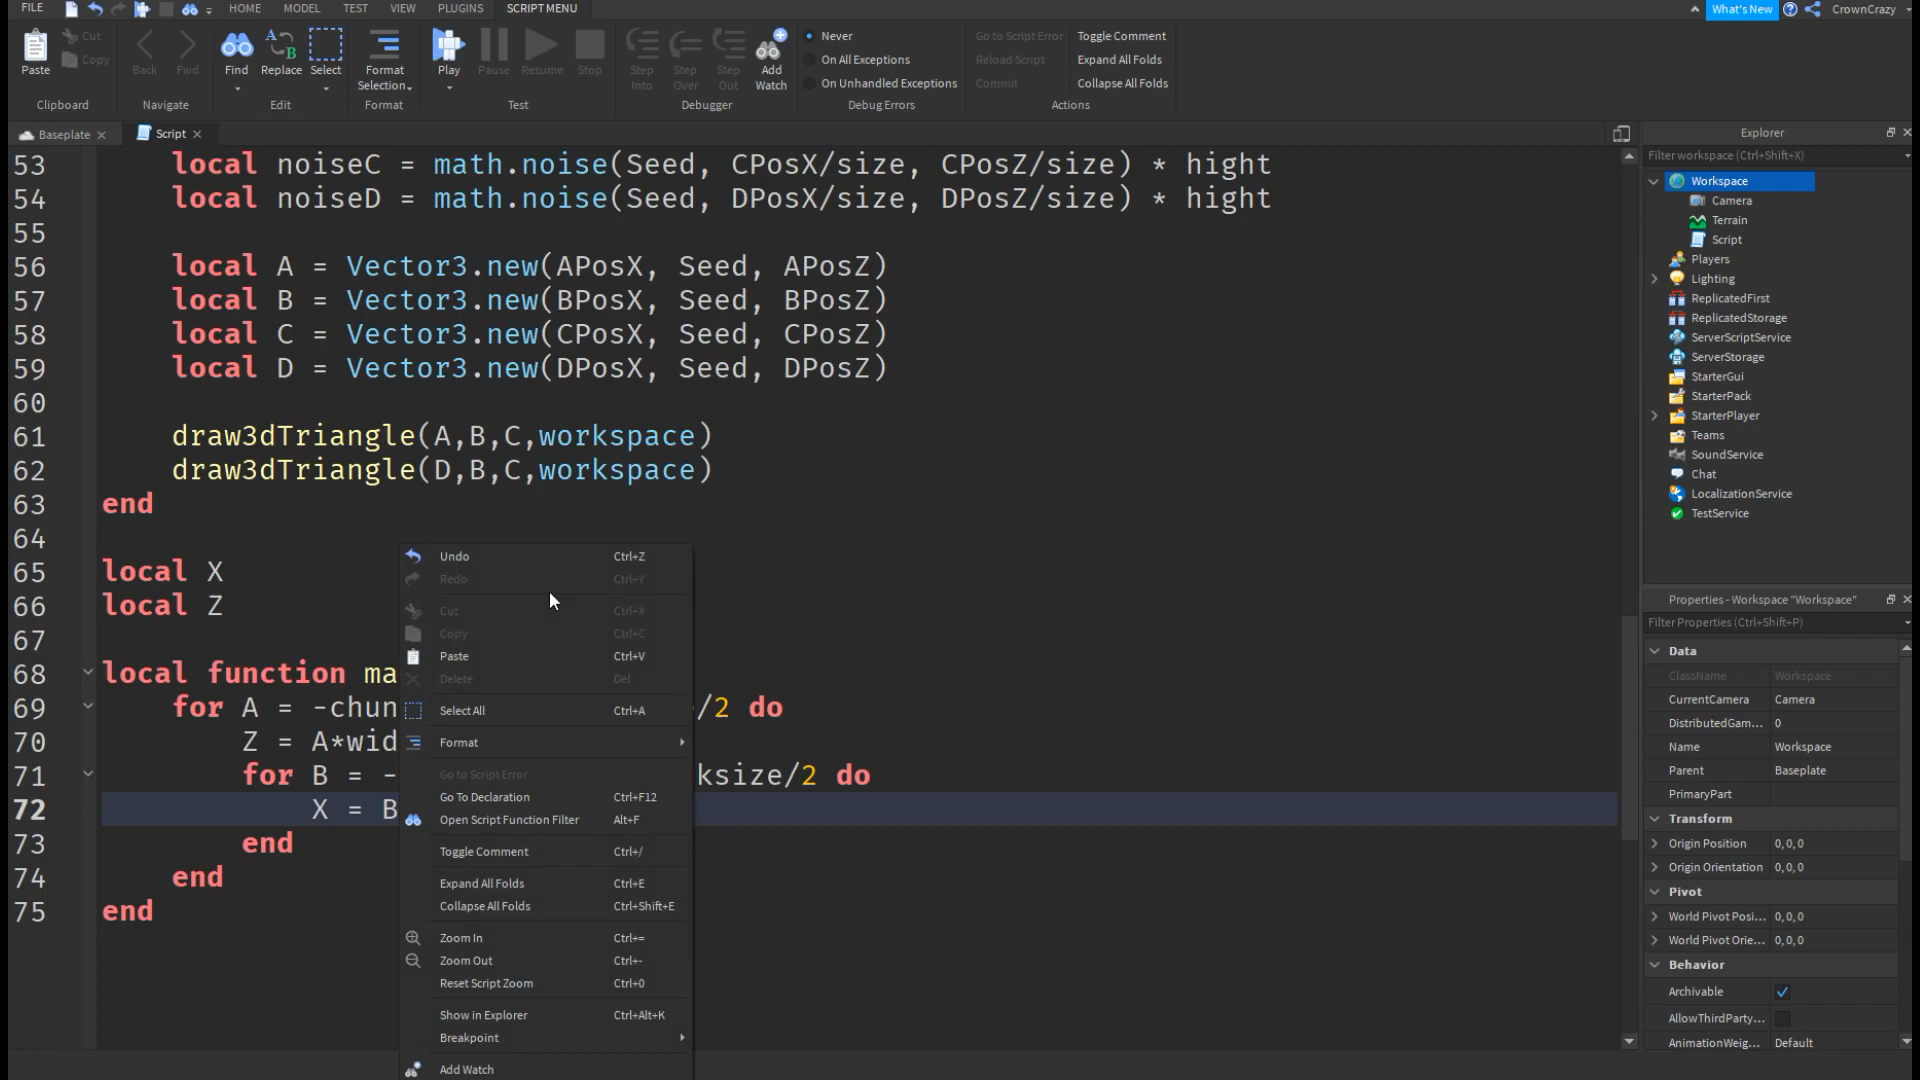 FILE HOME MODEL TEST VIEW PLUGINS SCRIPT MENU What's New CrownCrazy
Paste Cut Copy Back Fwd Find Replace Select Format Selection Play Pause Resume Stop Step Into Step Over Step Out Add Watch
Never
On All Exceptions
On Unhandled Exceptions
Go to Script Error
Reload Script
Commit
Toggle Comment
Expand All Folds
Collapse All Folds
Clipboard Navigate Edit Format Test Debugger Debug Errors Actions
Baseplate Script
53 local noiseC = math.noise(Seed, CPosX/size, CPosZ/size) * hight
54 local noiseD = math.noise(Seed, DPosX/size, DPosZ/size) * hight
55
56 local A = Vector3.new(APosX, Seed, APosZ)
57 local B = Vector3.new(BPosX, Seed, BPosZ)
58 local C = Vector3.new(CPosX, Seed, CPosZ)
59 local D = Vector3.new(DPosX, Seed, DPosZ)
60
61 draw3dTriangle(A,B,C,workspace)
62 draw3dTriangle(D,B,C,workspace)
63 end
64
65 local X
66 local Z
67
68 local function ma
69 for A = -chun /2 do
70 Z = A*wid
71 for B = - ksize/2 do
72 X = B
73 end
74 end
75 end
Undo Ctrl+Z
Redo Ctrl+Y
Cut Ctrl+X
Copy Ctrl+C
Paste Ctrl+V
Delete Del
Select All Ctrl+A
Format
Go to Script Error
Go To Declaration Ctrl+F12
Open Script Function Filter Alt+F
Toggle Comment Ctrl+/
Expand All Folds Ctrl+E
Collapse All Folds Ctrl+Shift+E
Zoom In Ctrl+=
Zoom Out Ctrl+-
Reset Script Zoom Ctrl+0
Show in Explorer Ctrl+Alt+K
Breakpoint
Add Watch
Explorer
Filter workspace (Ctrl+Shift+X)
Workspace
Camera
Terrain
Script
Players
Lighting
ReplicatedFirst
ReplicatedStorage
ServerScriptService
ServerStorage
StarterGui
StarterPack
StarterPlayer
Teams
SoundService
Chat
LocalizationService
TestService
Properties - Workspace "Workspace"
Filter Properties (Ctrl+Shift+P)
Data
ClassName Workspace
CurrentCamera Camera
DistributedGam... 0
Name Workspace
Parent Baseplate
PrimaryPart
Transform
Origin Position 0, 0, 0
Origin Orientation 0, 0, 0
Pivot
World Pivot Posi... 0, 0, 0
World Pivot Orie... 0, 0, 0
Behavior
Archivable
AllowThirdParty...
AnimationWeig... Default